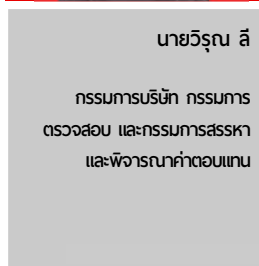 นายวิรุณ ลี
กรรมการบริษัท กรรมการ
ตรวจสอบ และกรรมการสรรหา
และพิจารณาค่าตอบแทน